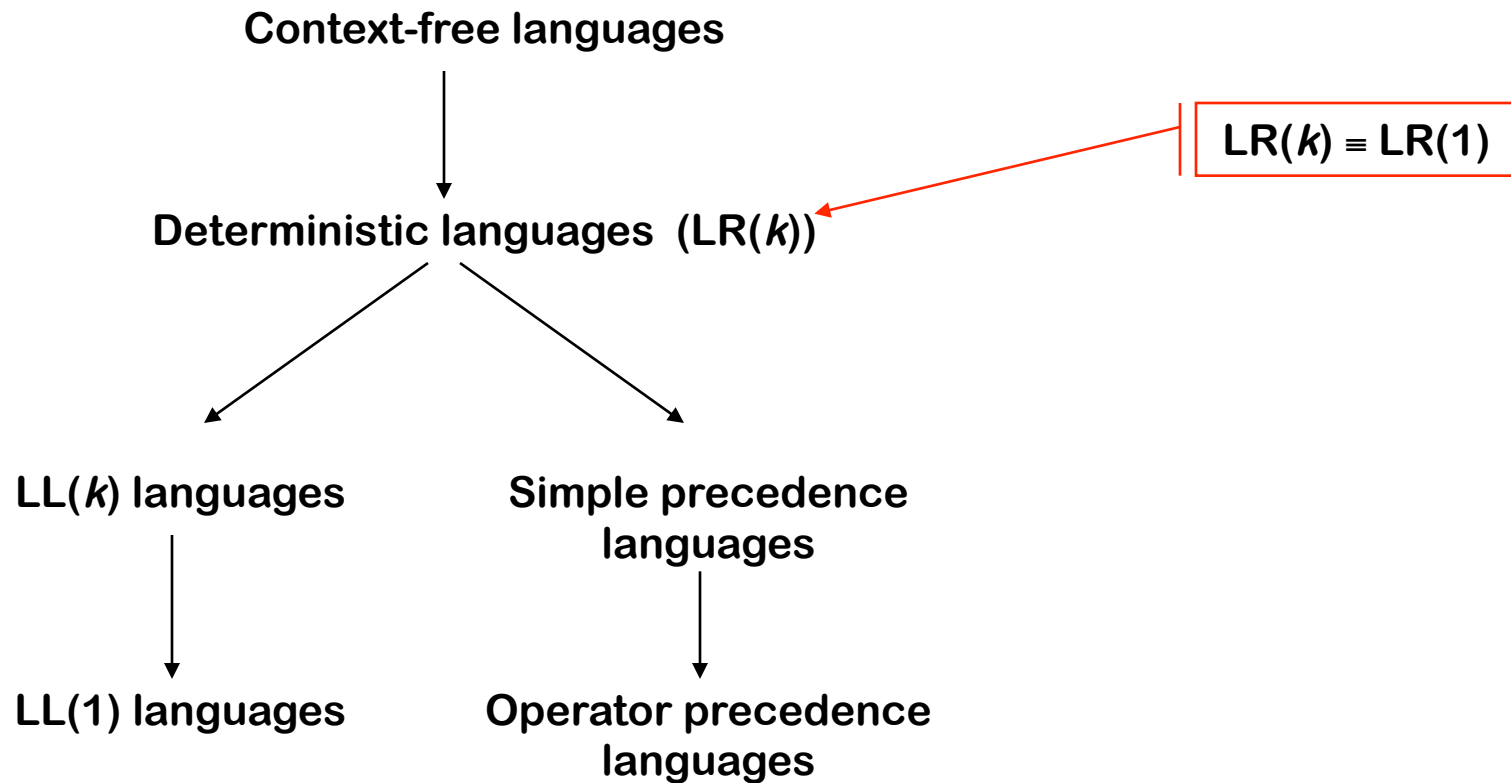 Context-free languages
LR(k) ≡ LR(1)
Deterministic languages (LR(k))
LL(k) languages
Simple precedence
languages
LL(1) languages
Operator precedence
languages